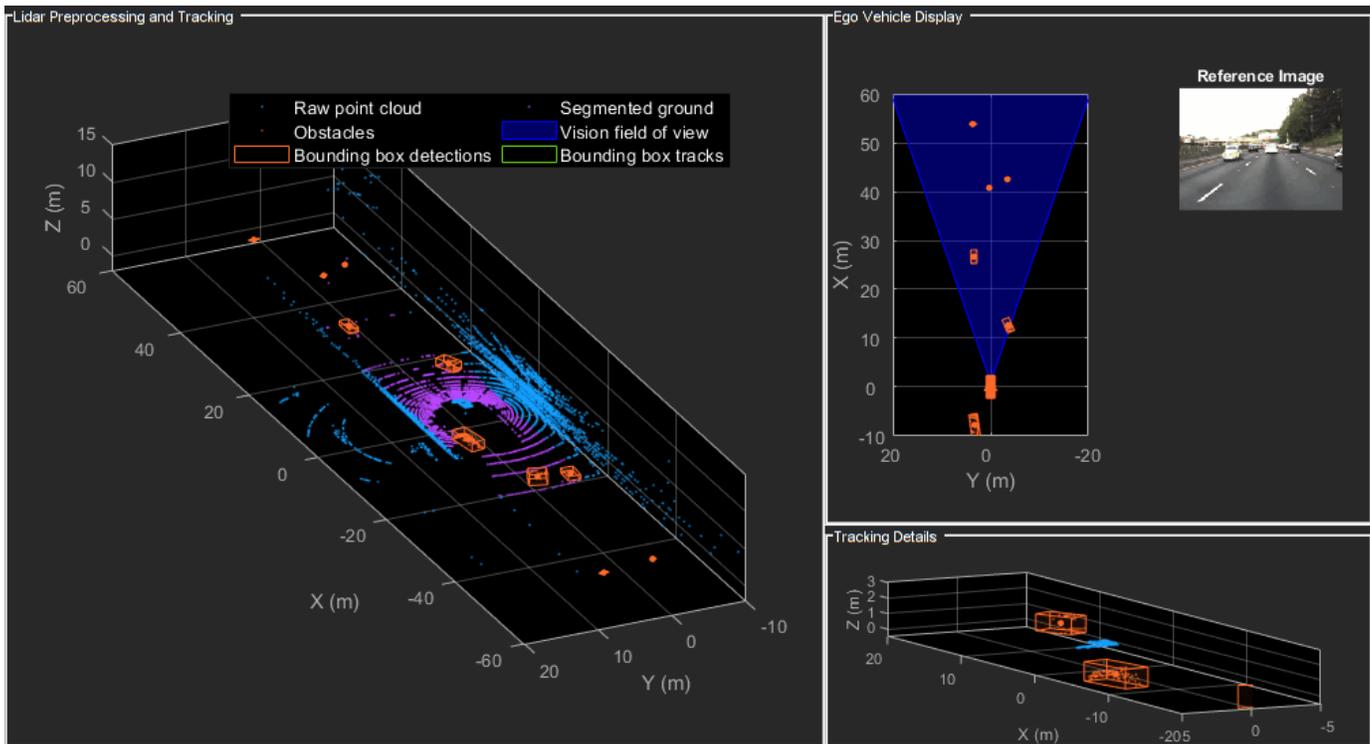 Lidar Preprocessing and Tracking
Raw point cloud
Segmented ground
Obstacles
Vision field of view
Bounding box detections
Bounding box tracks
15
10
5
0
Z (m)
60
40
20
0
-20
-40
-60
X (m)
20
10
0
-10
Y (m)
Ego Vehicle Display
60
50
40
30
20
10
0
-10
X (m)
20
0
-20
Y (m)
Reference Image
Tracking Details
3
2
1
0
Z (m)
20
10
0
-10
-205
X (m)
0
-5